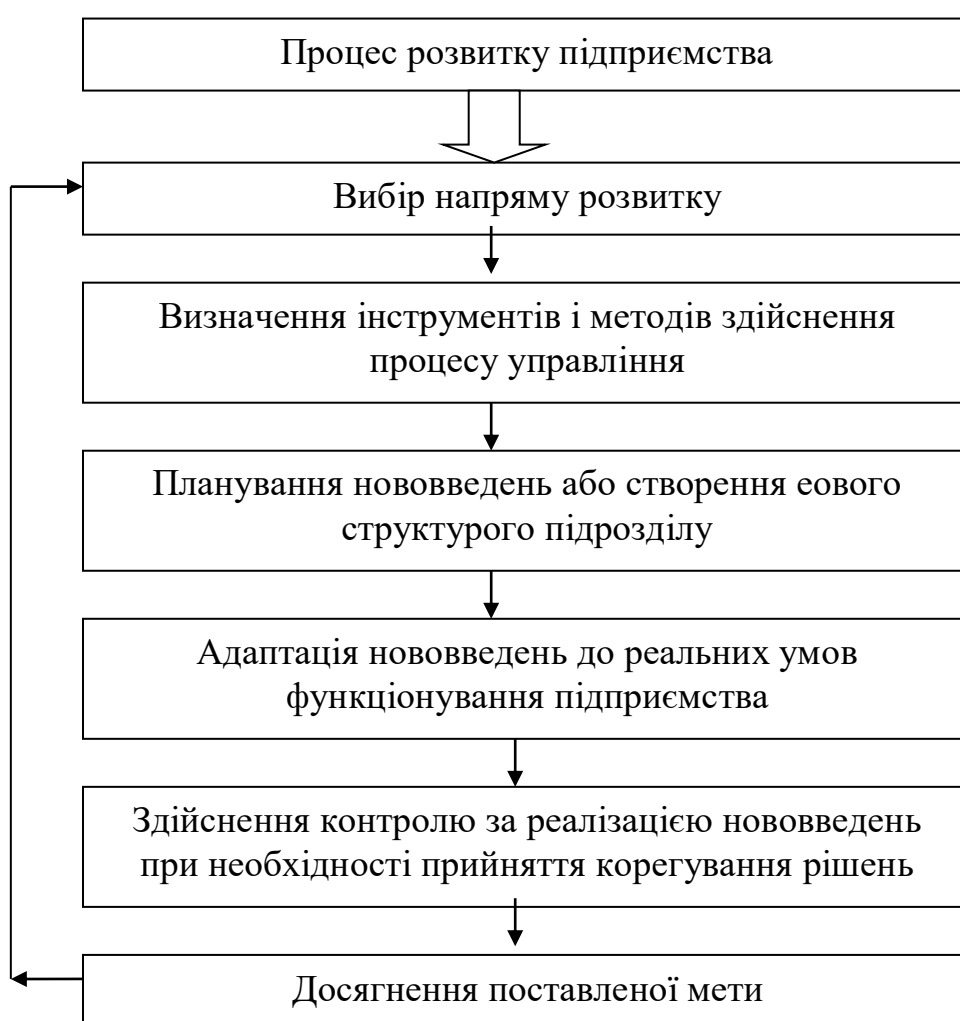 Процес розвитку підприємства
Вибір напряму розвитку
Визначення інструментів і методів здійснення
процесу управління
Планування нововведень або створення еового
структурого підрозділу
Адаптація нововведень до реальних умов
функціонування підприємства
Здійснення контролю за реалізацією нововведень
при необхідності прийняття корегування рішень
Досягнення поставленої мети